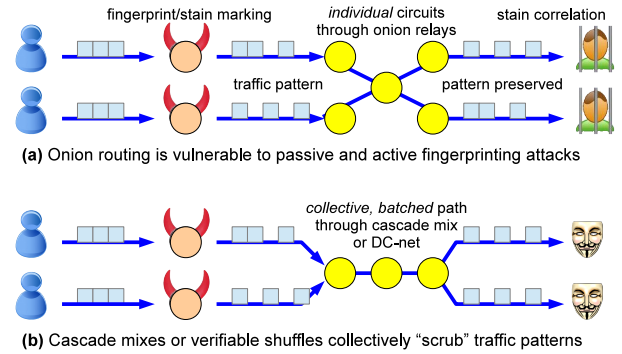 fingerprint/stain marking
individual circuits
through onion relays
stain correlation
traffic pattern
pattern preserved
(a) Onion routing is vulnerable to passive and active fingerprinting attacks
collective, batched path
through cascade mix
or DC-net
(b) Cascade mixes or verifiable shuffles collectively “scrub” traffic patterns